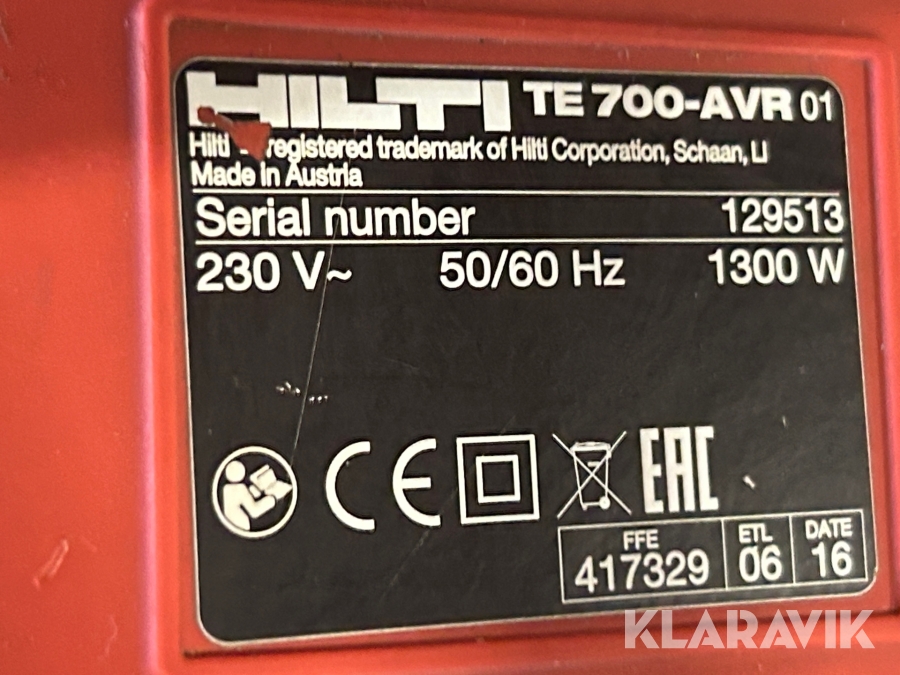 HILTI TE 700-AVR 01
Hilti registered trademark of Hilti Corporation, Schaan, LI
Made in Austria
Serial number 129513
230 V~ 50/60 Hz 1300 W
CE EAC
FFE ETL DATE
417329 06 16
KLARAVIK